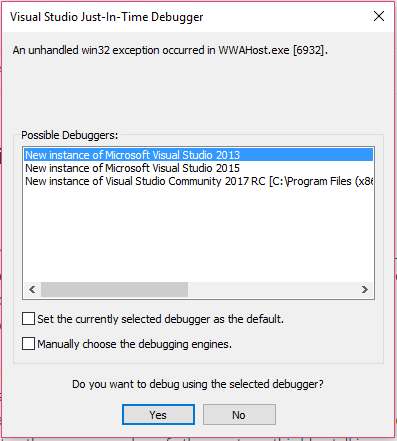 Visual Studio Just-In-Time Debugger
An unhandled win32 exception occurred in WWAHost.exe [6932].
Possible Debuggers:
New instance of Microsoft Visual Studio 2013
New instance of Microsoft Visual Studio 2015
New instance of Visual Studio Community 2017 RC [C:\Program Files (x86
Set the currently selected debugger as the default.
Manually choose the debugging engines.
Do you want to debug using the selected debugger?
Yes
No